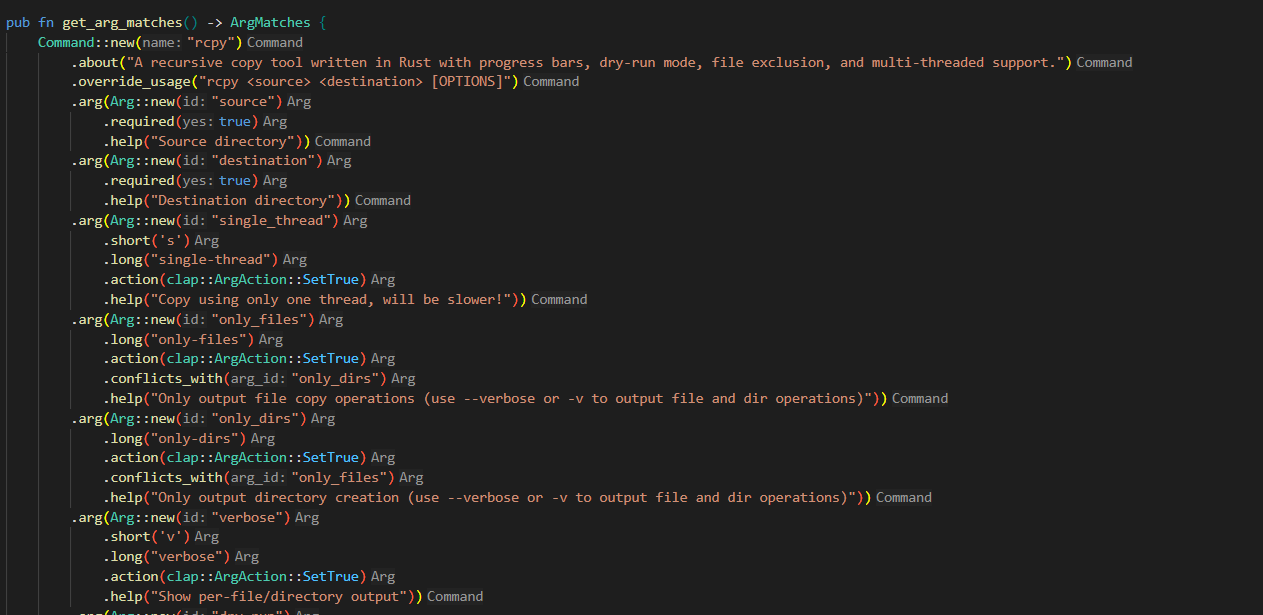 pub fn get_arg_matches() -> ArgMatches {
Command::new(name: "rcpy") Command
.about("A recursive copy tool written in Rust with progress bars, dry-run mode, file exclusion, and multi-threaded support.") Command
.override_usage("rcpy <source> <destination> [OPTIONS]") Command
.arg(Arg::new(id: "source") Arg
.required(yes: true) Arg
.help("Source directory")) Command
.arg(Arg::new(id: "destination") Arg
.required(yes: true) Arg
.help("Destination directory")) Command
.arg(Arg::new(id: "single_thread") Arg
.short('s') Arg
.long("single-thread") Arg
.action(clap::ArgAction::SetTrue) Arg
.help("Copy using only one thread, will be slower!")) Command
.arg(Arg::new(id: "only_files") Arg
.long("only-files") Arg
.action(clap::ArgAction::SetTrue) Arg
.conflicts_with(arg_id: "only_dirs") Arg
.help("Only output file copy operations (use --verbose or -v to output file and dir operations)")) Command
.arg(Arg::new(id: "only_dirs") Arg
.long("only-dirs") Arg
.action(clap::ArgAction::SetTrue) Arg
.conflicts_with(arg_id: "only_files") Arg
.help("Only output directory creation (use --verbose or -v to output file and dir operations)")) Command
.arg(Arg::new(id: "verbose") Arg
.short('v') Arg
.long("verbose") Arg
.action(clap::ArgAction::SetTrue) Arg
.help("Show per-file/directory output")) Command
.arg(Arg::new(id: "dry_run") Arg